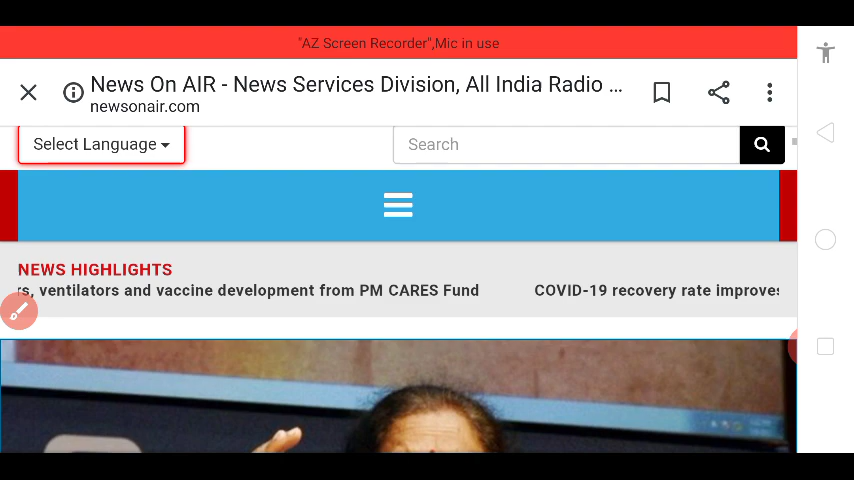 "AZ Screen Recorder",Mic in use
News On AIR - News Services Division, All India Radio ...
newsonair.com
Select Language
Search
NEWS HIGHLIGHTS
rs, ventilators and vaccine development from PM CARES Fund COVID-19 recovery rate improves